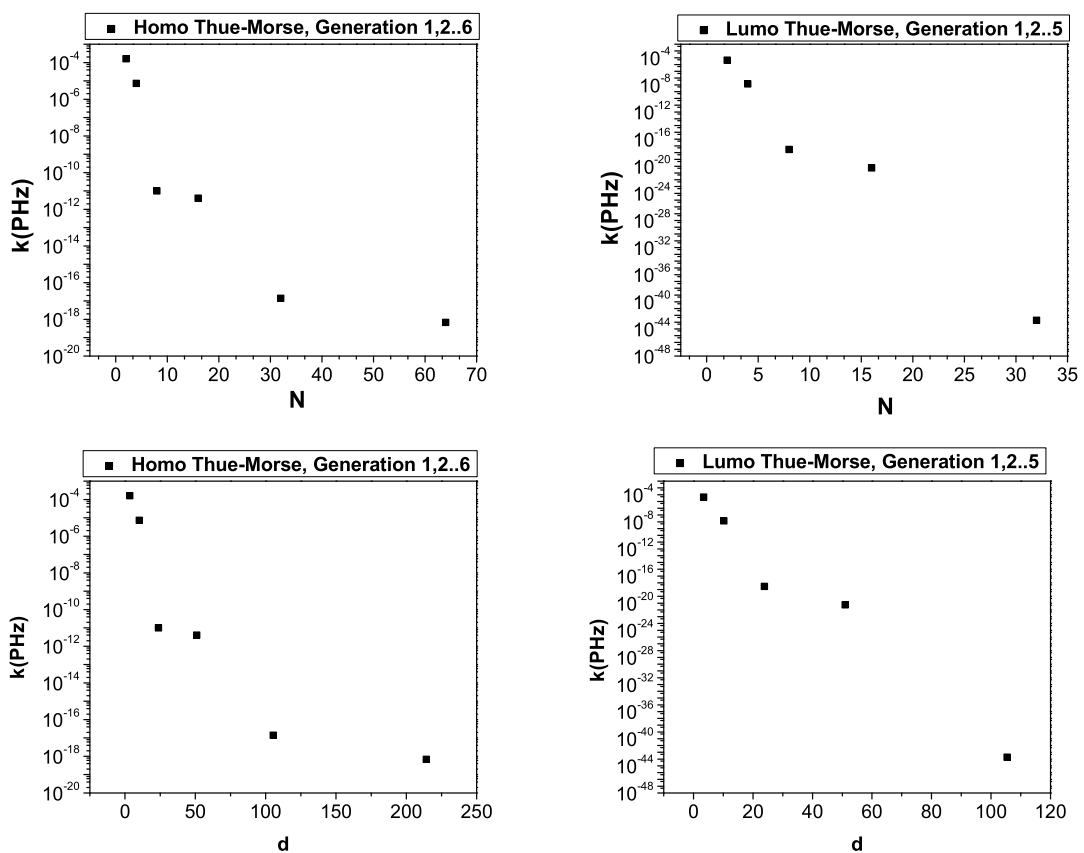 Homo Thue-Morse, Generation 1,2..6
10⁻⁴
10⁻⁶
10⁻⁸
10⁻¹⁰
10⁻¹²
10⁻¹⁴
10⁻¹⁶
10⁻¹⁸
10⁻²⁰
k(PHz)
0 10 20 30 40 50 60 70
N
Lumo Thue-Morse, Generation 1,2..5
10⁻⁴
10⁻⁸
10⁻¹²
10⁻¹⁶
10⁻²⁰
10⁻²⁴
10⁻²⁸
10⁻³²
10⁻³⁶
10⁻⁴⁰
10⁻⁴⁴
10⁻⁴⁸
k(PHz)
0 5 10 15 20 25 30 35
N
Homo Thue-Morse, Generation 1,2..6
10⁻⁴
10⁻⁶
10⁻⁸
10⁻¹⁰
10⁻¹²
10⁻¹⁴
10⁻¹⁶
10⁻¹⁸
10⁻²⁰
k(PHz)
0 50 100 150 200 250
d
Lumo Thue-Morse, Generation 1,2..5
10⁻⁴
10⁻⁸
10⁻¹²
10⁻¹⁶
10⁻²⁰
10⁻²⁴
10⁻²⁸
10⁻³²
10⁻³⁶
10⁻⁴⁰
10⁻⁴⁴
10⁻⁴⁸
k(PHz)
0 20 40 60 80 100 120
d